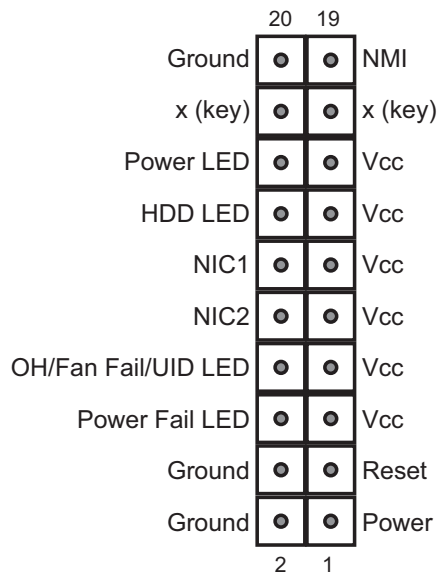 20 19
Ground NMI
x (key) x (key)
Power LED Vcc
HDD LED Vcc
NIC1 Vcc
NIC2 Vcc
OH/Fan Fail/UID LED Vcc
Power Fail LED Vcc
Ground Reset
Ground Power
2 1